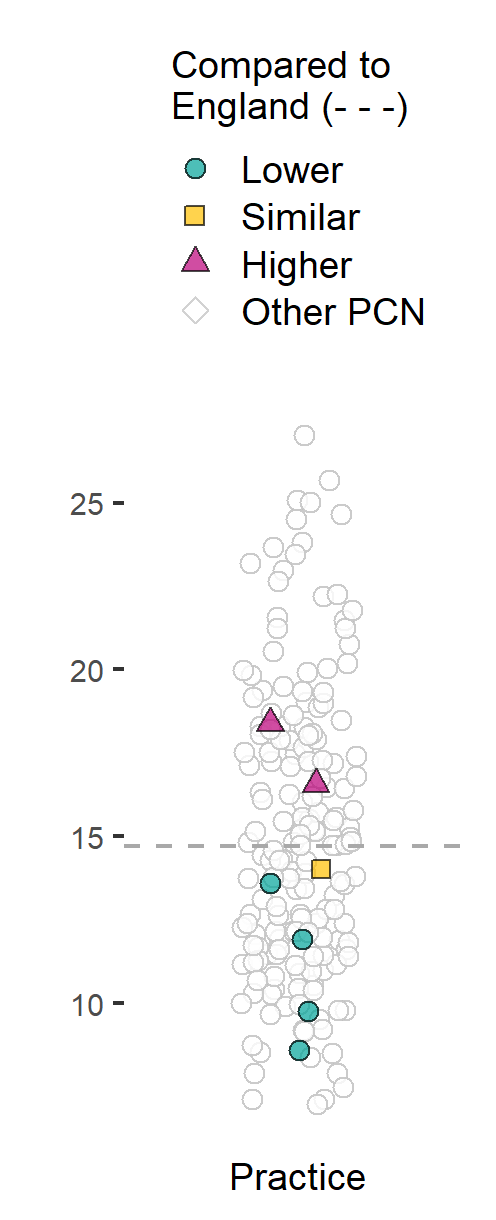 Compared to
England (- - -)
Lower
Similar
Higher
Other PCN
25
20
15
10
Practice